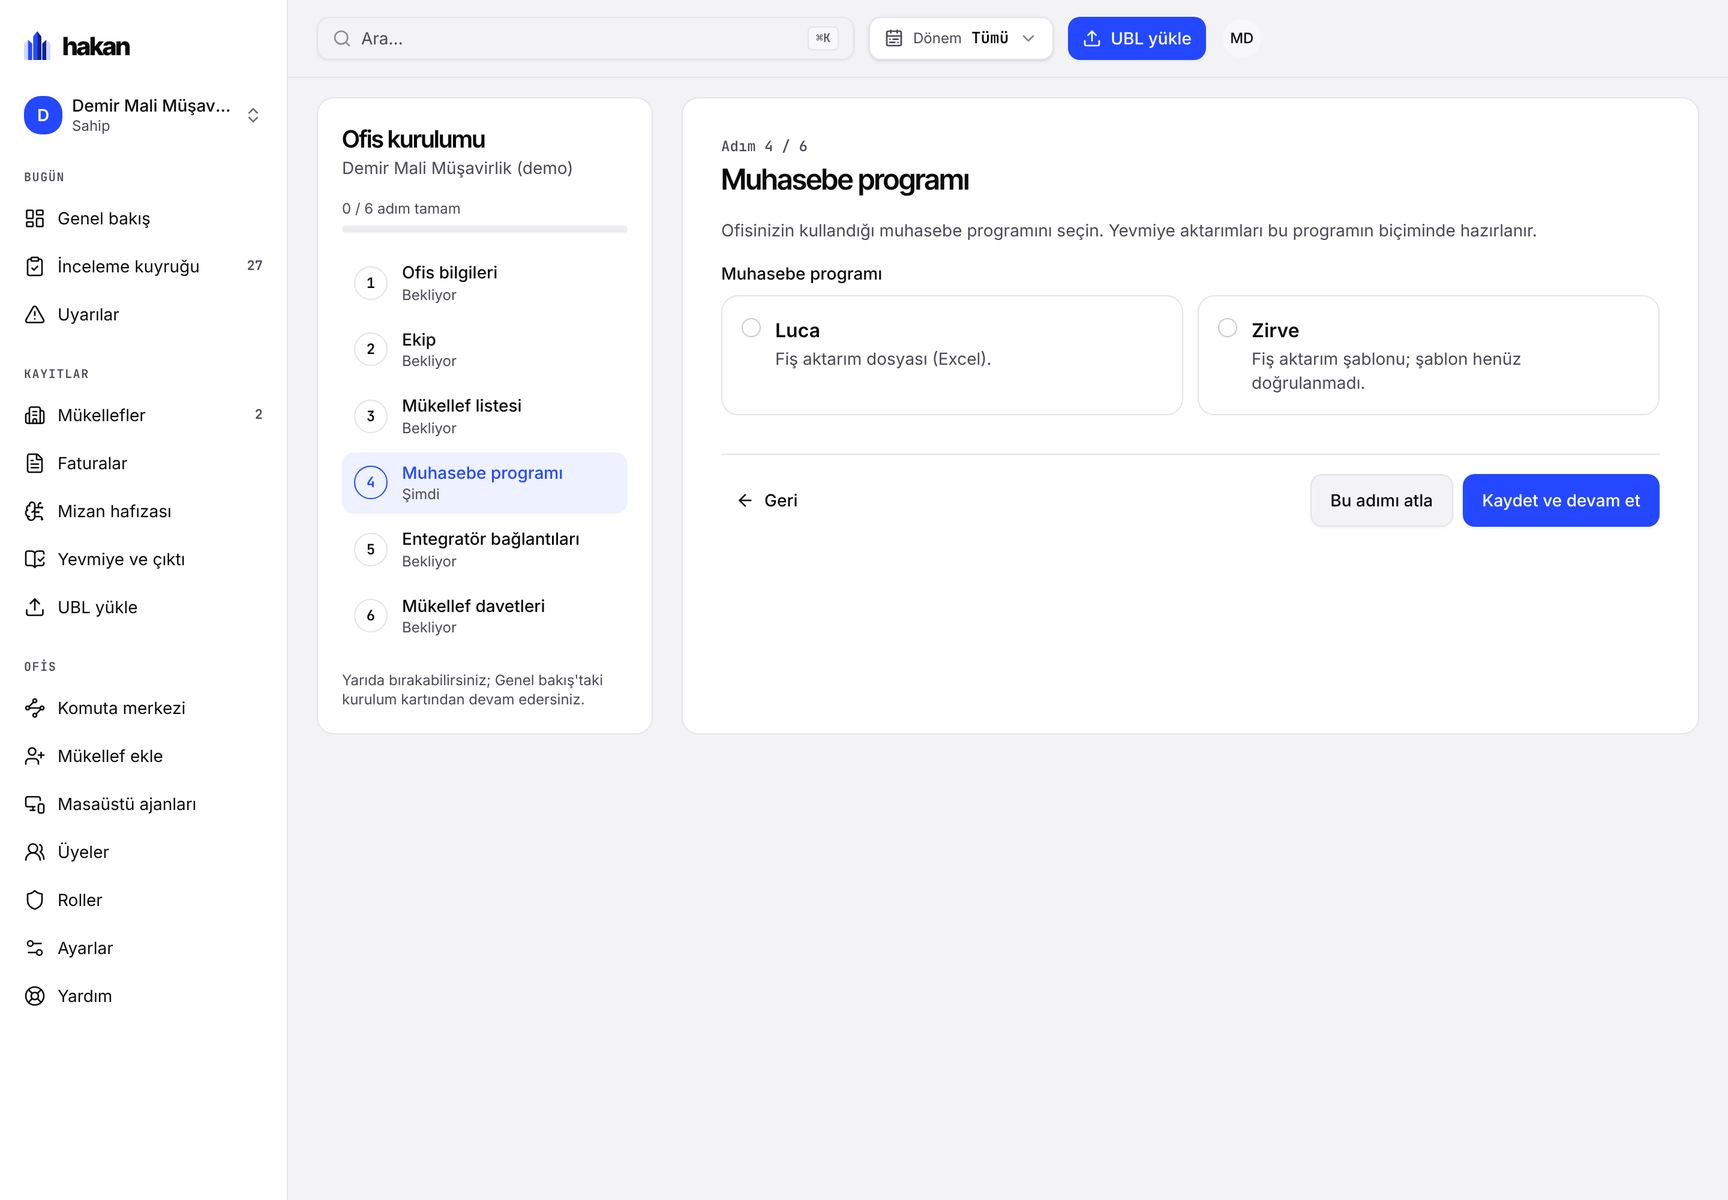 hakan
D
Demir Mali Müşav...
Sahip
BUGÜN
Genel bakış
İnceleme kuyruğu 27
Uyarılar
KAYITLAR
Mükellefler 2
Faturalar
Mizan hafızası
Yevmiye ve çıktı
UBL yükle
OFİS
Komuta merkezi
Mükellef ekle
Masaüstü ajanları
Üyeler
Roller
Ayarlar
Yardım
Ara... ⌘K
Dönem Tümü
UBL yükle
MD
Ofis kurulumu
Demir Mali Müşavirlik (demo)
0 / 6 adım tamam
1 Ofis bilgileri
Bekliyor
2 Ekip
Bekliyor
3 Mükellef listesi
Bekliyor
4 Muhasebe programı
Şimdi
5 Entegratör bağlantıları
Bekliyor
6 Mükellef davetleri
Bekliyor
Yarıda bırakabilirsiniz; Genel bakış'taki
kurulum kartından devam edersiniz.
Adım 4 / 6
Muhasebe programı
Ofisinizin kullandığı muhasebe programını seçin. Yevmiye aktarımları bu programın biçiminde hazırlanır.
Muhasebe programı
Luca
Fiş aktarım dosyası (Excel).
Zirve
Fiş aktarım şablonu; şablon henüz
doğrulanmadı.
Geri
Bu adımı atla
Kaydet ve devam et